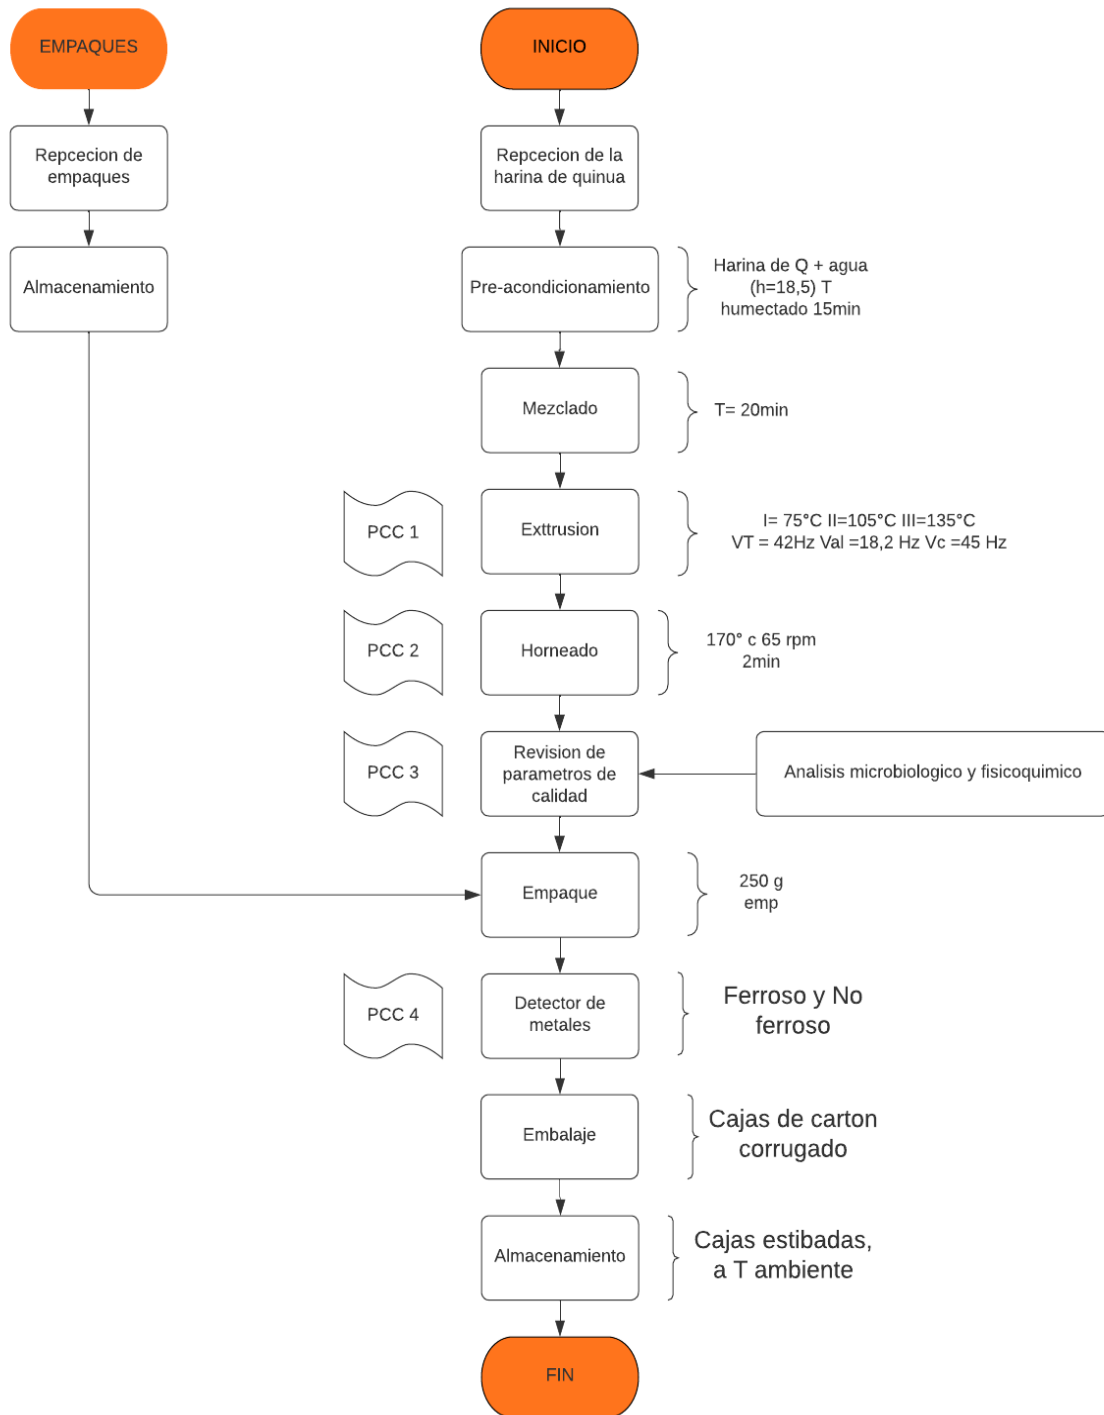 EMPAQUES
INICIO
Repcecion de
empaques
Repcecion de la
harina de quinua
Almacenamiento
Pre-acondicionamiento
Harina de Q + agua
(h=18,5) T
humectado 15min
Mezclado
T= 20min
PCC 1
Exttrusion
I= 75°C II=105°C III=135°C
VT = 42Hz Val =18,2 Hz Vc =45 Hz
PCC 2
Horneado
170° c 65 rpm
2min
PCC 3
Revision de
parametros de
calidad
Analisis microbiologico y fisicoquimico
Empaque
250 g
emp
PCC 4
Detector de
metales
Ferroso y No
ferroso
Embalaje
Cajas de carton
corrugado
Almacenamiento
Cajas estibadas,
a T ambiente
FIN